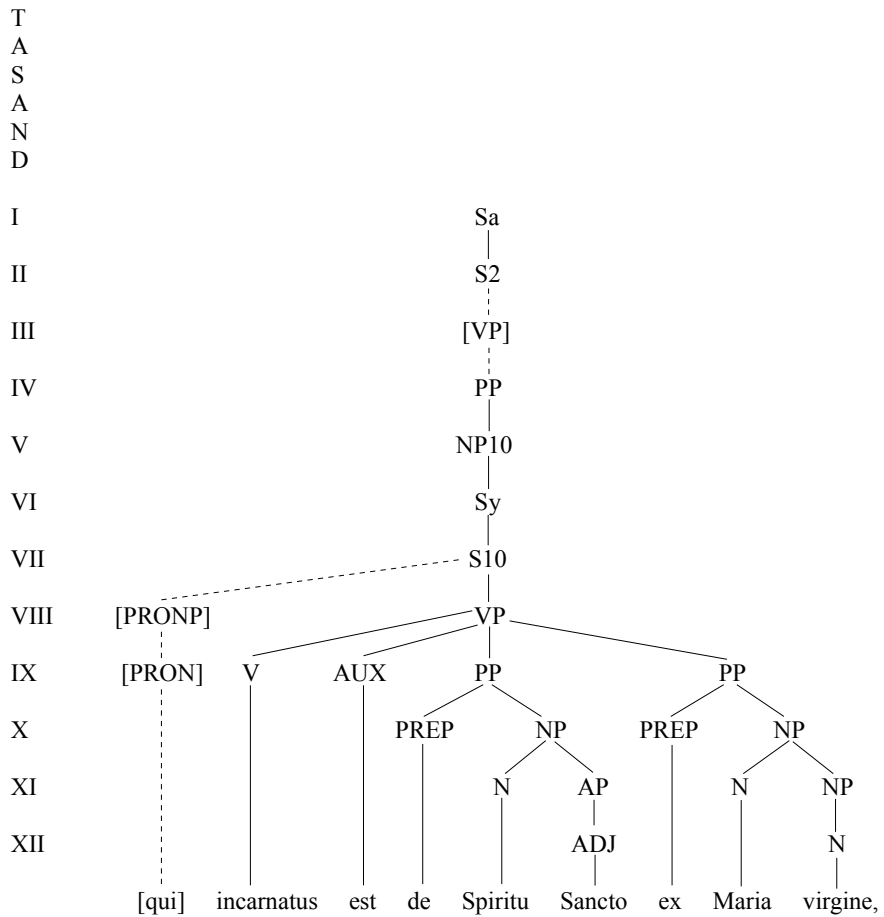 T
A
S
A
N
D
I Sa
II S2
III [VP]
IV PP
V NP10
VI Sy
VII S10
VIII [PRONP] VP
IX [PRON] V AUX PP PP
X PREP NP PREP NP
XI N AP N NP
XII ADJ N
[qui] incarnatus est de Spiritu Sancto ex Maria virgine,